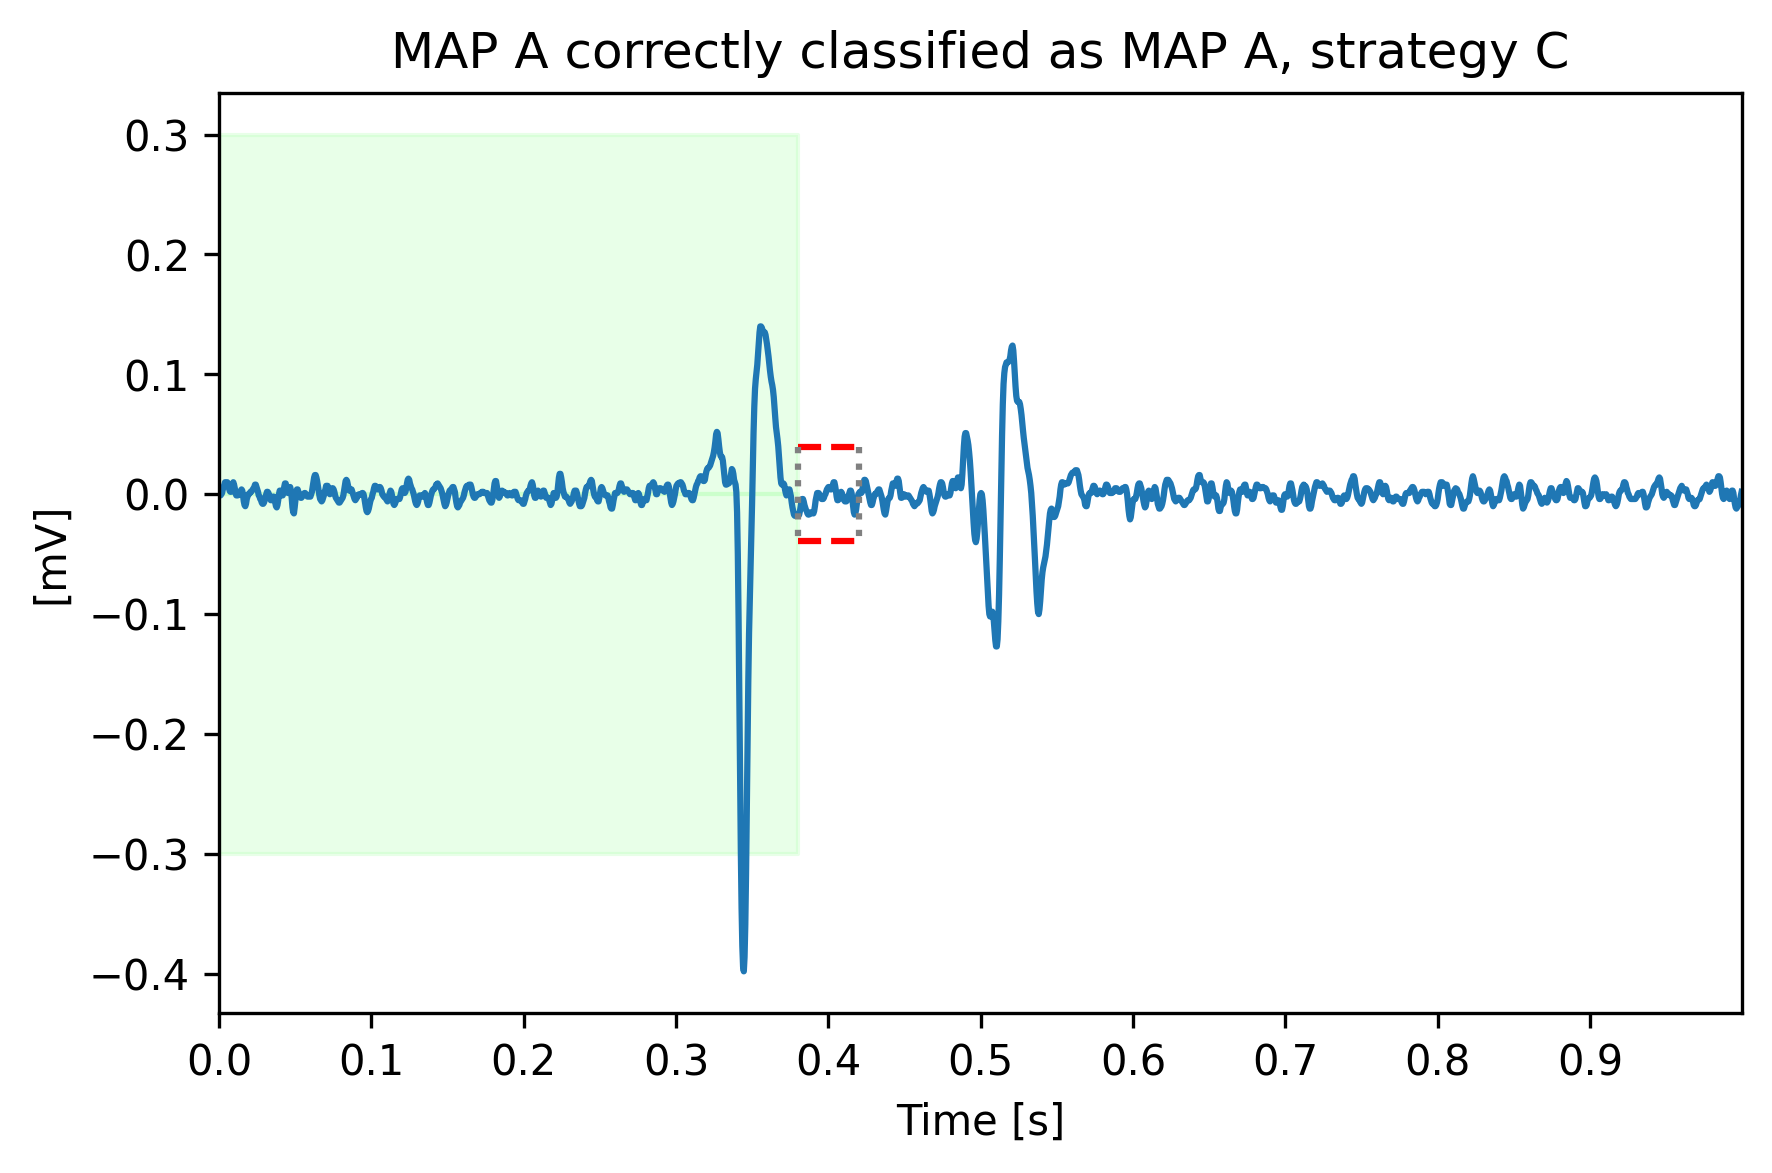 MAP A correctly classified as MAP A, strategy C
0.3
0.2
0.1
0.0
−0.1
−0.2
−0.3
−0.4
[mV]
0.0 0.1 0.2 0.3 0.4 0.5 0.6 0.7 0.8 0.9
Time [s]